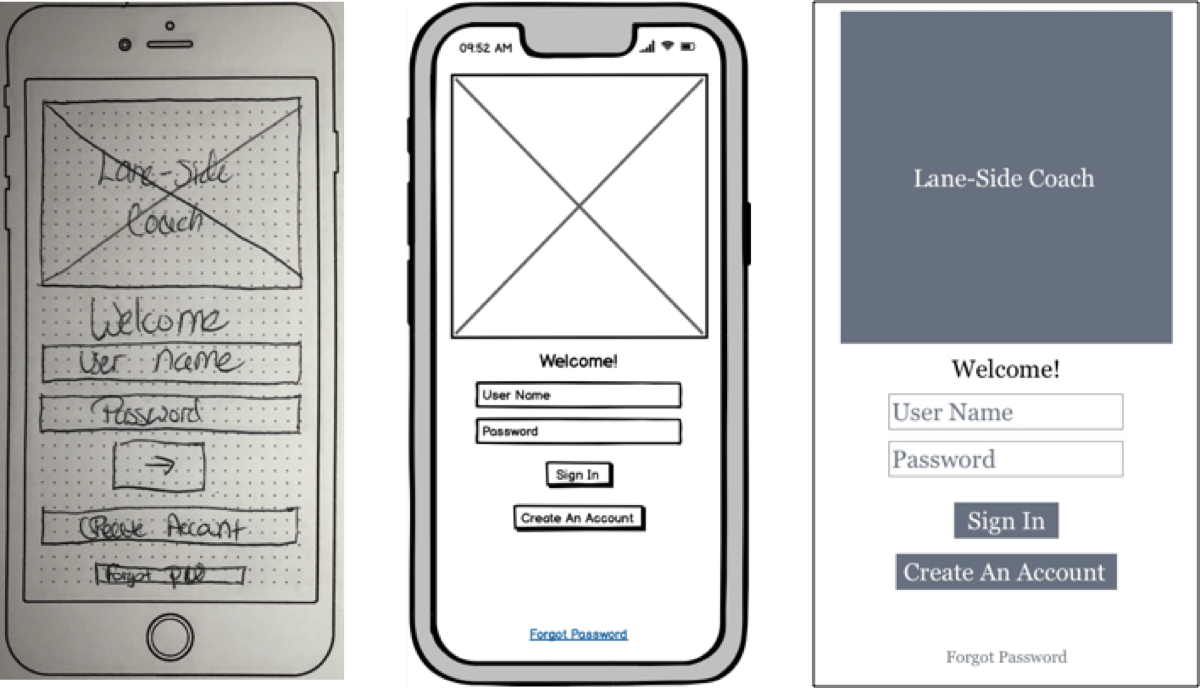 Lane-side
Coach
Welcome
User name
Password
→
Create Account
Forgot PW
09:52 AM
Welcome!
User Name
Password
Sign In
Create An Account
Forgot Password
Lane-Side Coach
Welcome!
User Name
Password
Sign In
Create An Account
Forgot Password